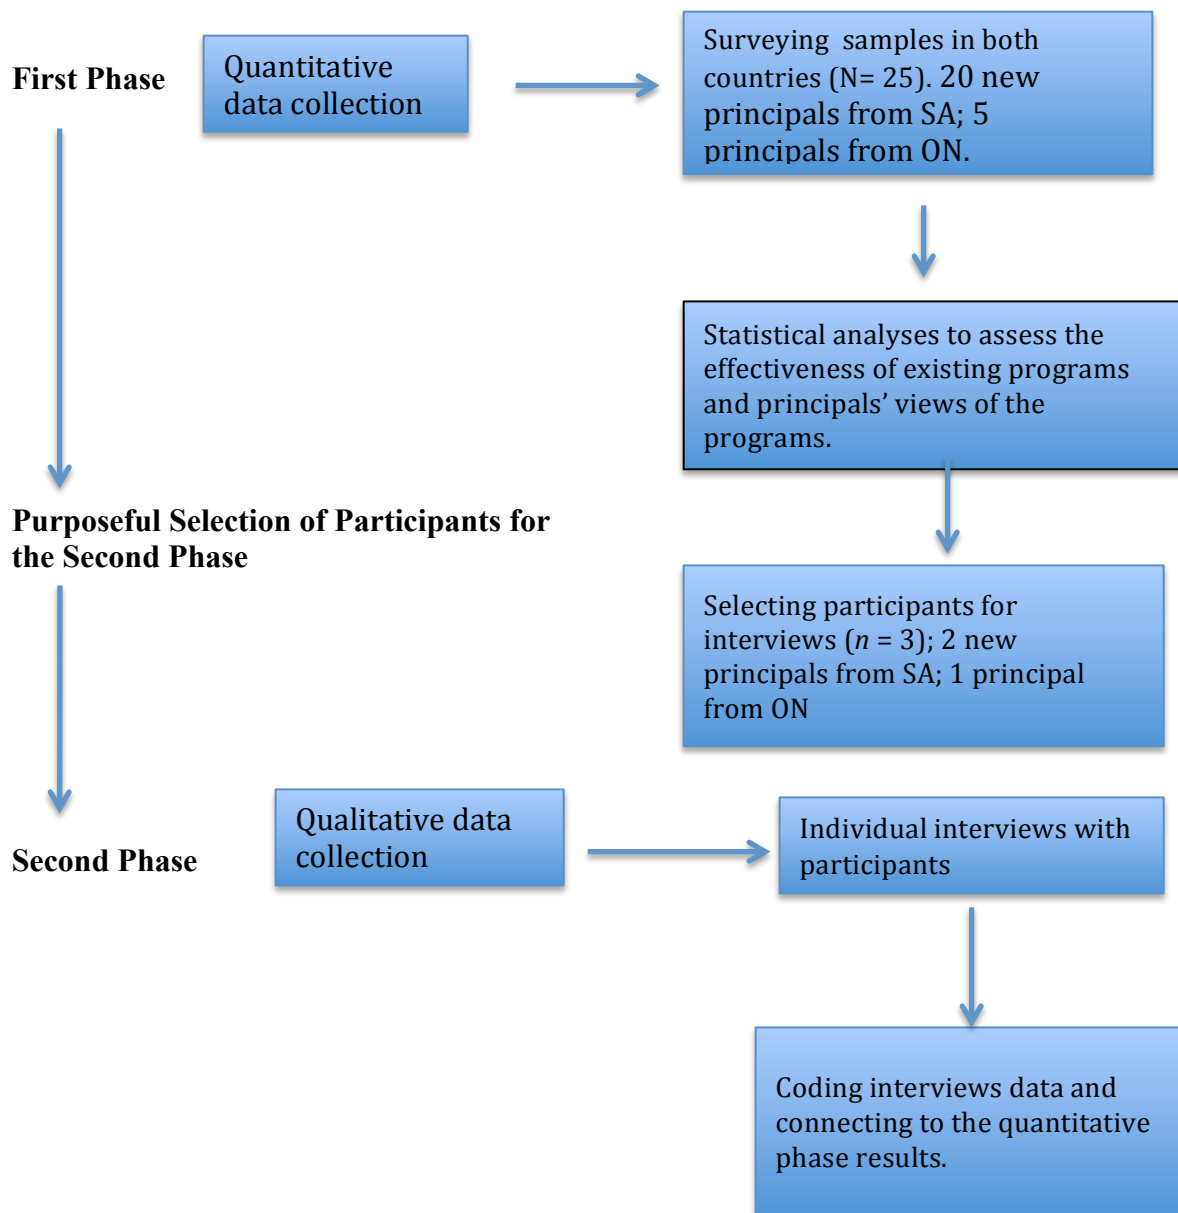 First Phase
Quantitative
data collection
Surveying  samples in both
countries (N= 25). 20 new
principals from SA; 5
principals from ON.
Statistical analyses to assess the
effectiveness of existing programs
and principals’ views of the
programs.
Purposeful Selection of Participants for
the Second Phase
Selecting participants for
interviews (n = 3); 2 new
principals from SA; 1 principal
from ON
Second Phase
Qualitative data
collection
Individual interviews with
participants
Coding interviews data and
connecting to the quantitative
phase results.